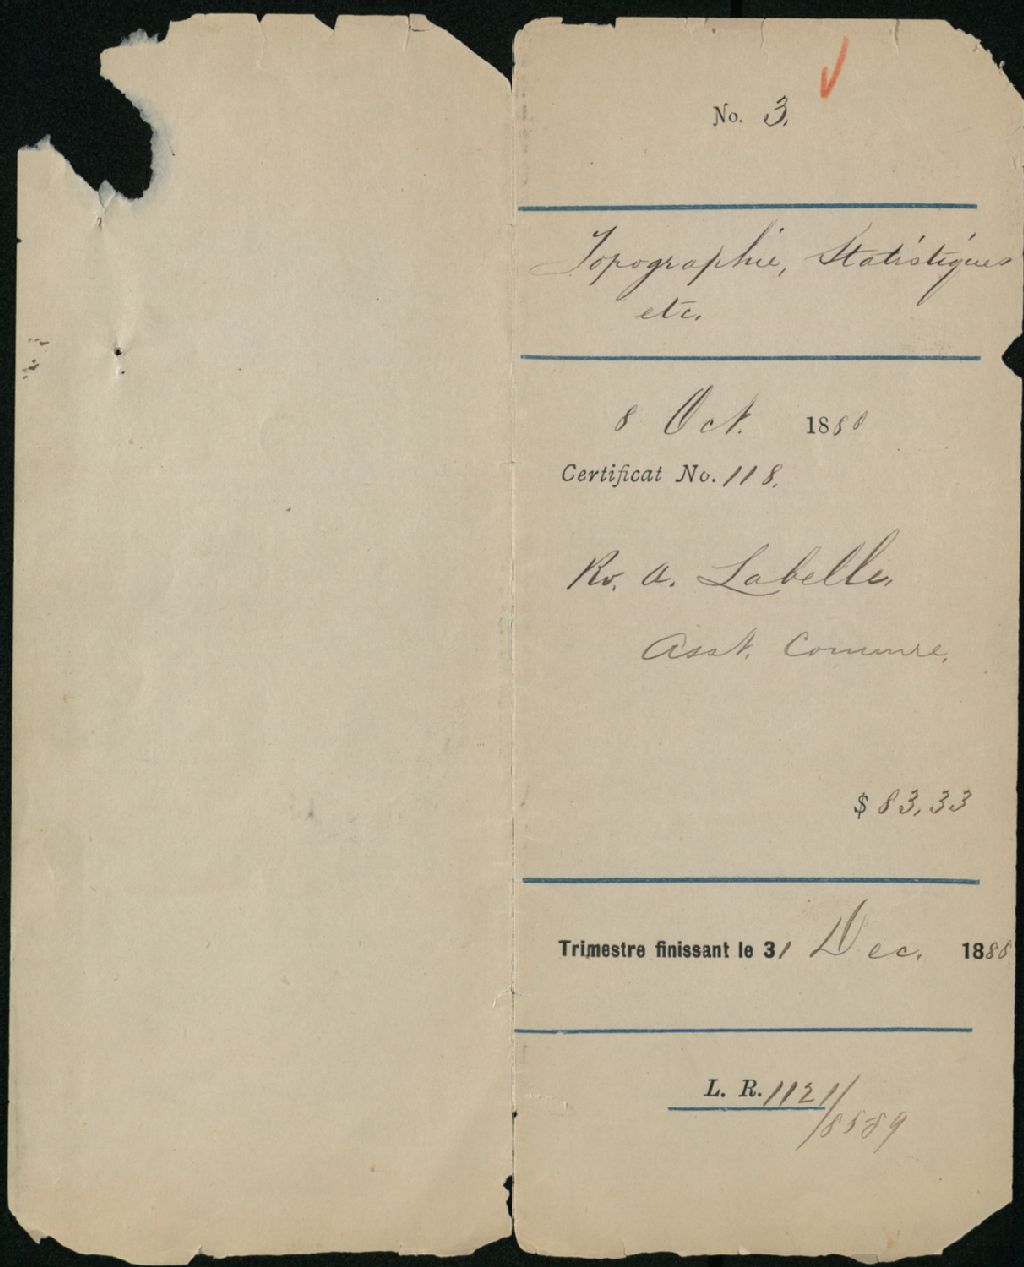 No. 3.
Topographie, Statistiques
etc.
8 Oct. 1888
Certificat No. 118.
Rv. A. Labelle,
Asst. Commre.
$ 83,33
Trimestre finissant le 31 Dec. 1888
L. R. 1121/
/8589